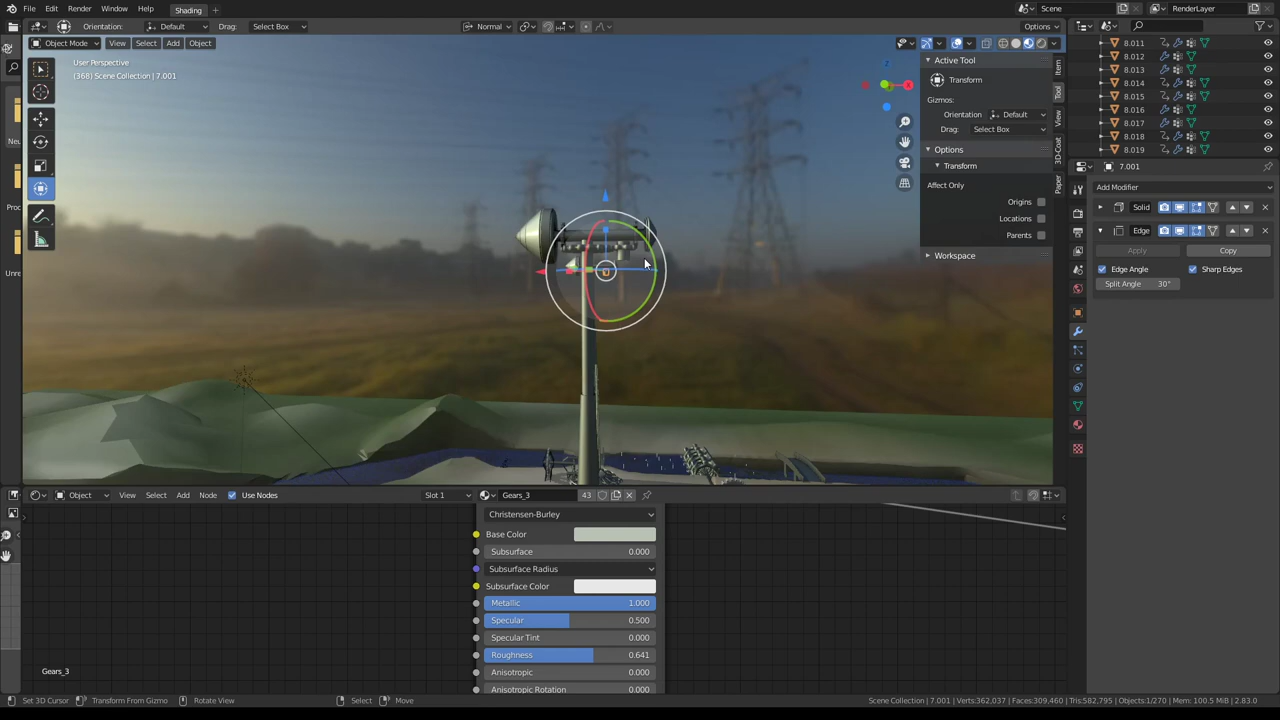 File Edit Render Window Help Shading Scene RenderLayer
Orientation: Default Drag: Select Box Normal Options
Object Mode View Select Add Object
User Perspective
(368) Scene Collection | 7.001
Active Tool
Transform
Gizmos:
Orientation Default
Drag: Select Box
Options
Transform
Affect Only
Origins
Locations
Parents
Workspace
Item
Tool
View
3D-Coat
Paper
Neu
Proc
8.011
8.012
8.013
8.014
8.015
8.016
8.017
8.018
8.019
7.001
Add Modifier
Solid
Edge
Apply Copy
Edge Angle Sharp Edges
Split Angle 30°
Object View Select Add Node Use Nodes Slot 1 Gears_3 43
Christensen-Burley
Base Color
Subsurface 0.000
Subsurface Radius
Subsurface Color
Metallic 1.000
Specular 0.500
Specular Tint 0.000
Roughness 0.641
Anisotropic 0.000
Anisotropic Rotation 0.000
Gears_3
Set 3D Cursor Transform From Gizmo Rotate View Select Move Scene Collection | 7.001 | Verts:362,037 | Faces:309,460 | Tris:582,795 | Objects:1/270 | Mem: 100.5 MiB | 2.83.0